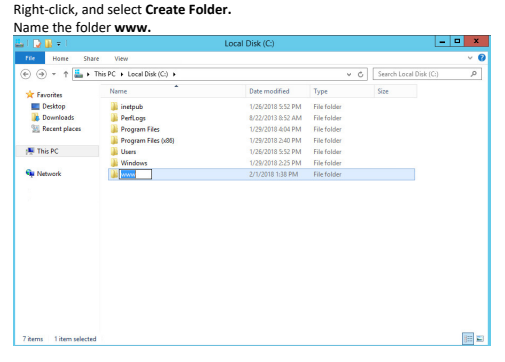 Right-click, and select Create Folder.
Name the folder www.
Local Disk (C:)
File Home Share View
This PC Local Disk (C:) Search Local Disk (C:)
Name Date modified Type Size
Favorites
Desktop
Downloads
Recent places
This PC
Network
inetpub 1/26/2018 5:52 PM File folder
PerfLogs 8/22/2013 8:52 AM File folder
Program Files 1/29/2018 4:04 PM File folder
Program Files (x86) 1/29/2018 2:40 PM File folder
Users 1/26/2018 5:52 PM File folder
Windows 1/29/2018 2:25 PM File folder
www 2/1/2018 1:38 PM File folder
7 items 1 item selected